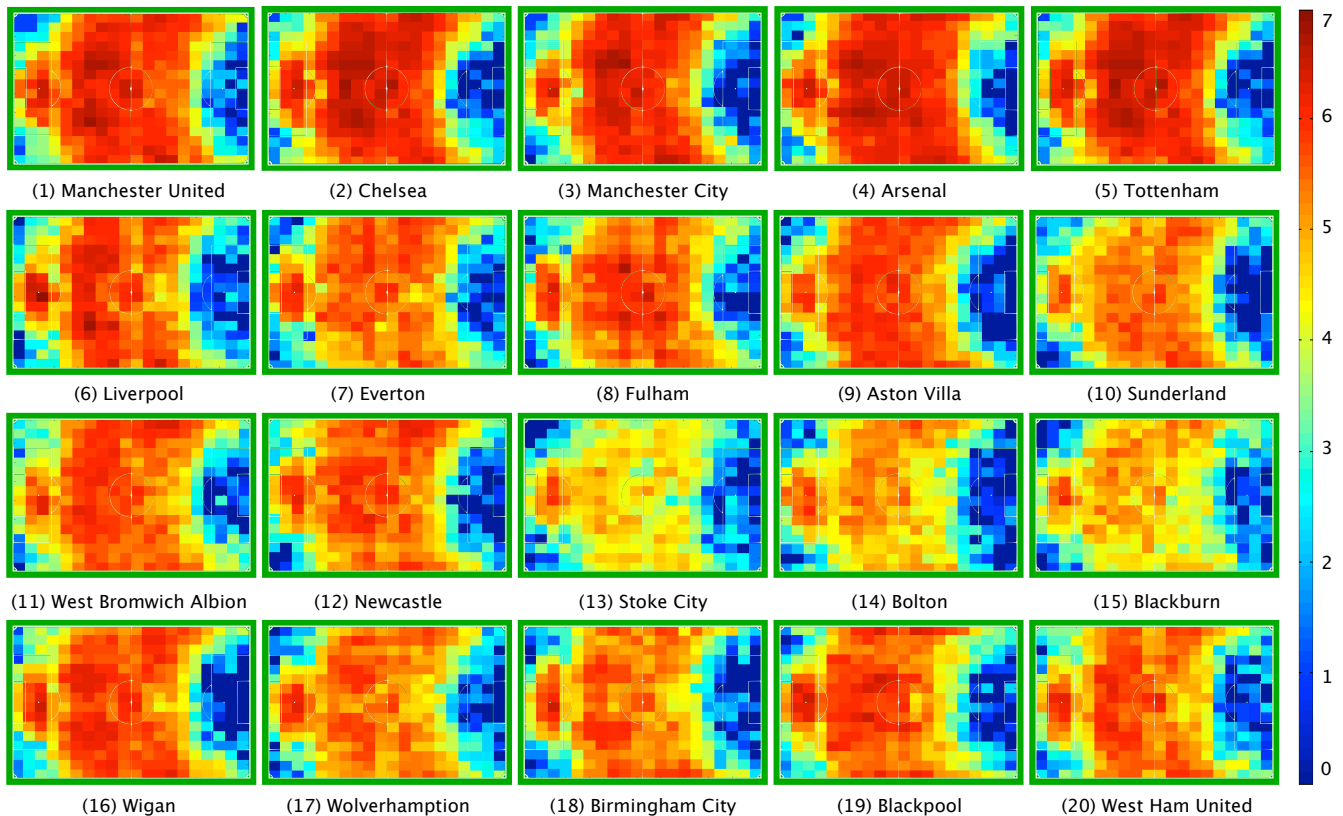 (1) Manchester United
(2) Chelsea
(3) Manchester City
(4) Arsenal
(5) Tottenham
(6) Liverpool
(7) Everton
(8) Fulham
(9) Aston Villa
(10) Sunderland
(11) West Bromwich Albion
(12) Newcastle
(13) Stoke City
(14) Bolton
(15) Blackburn
(16) Wigan
(17) Wolverhampton
(18) Birmingham City
(19) Blackpool
(20) West Ham United
7
6
5
4
3
2
1
0